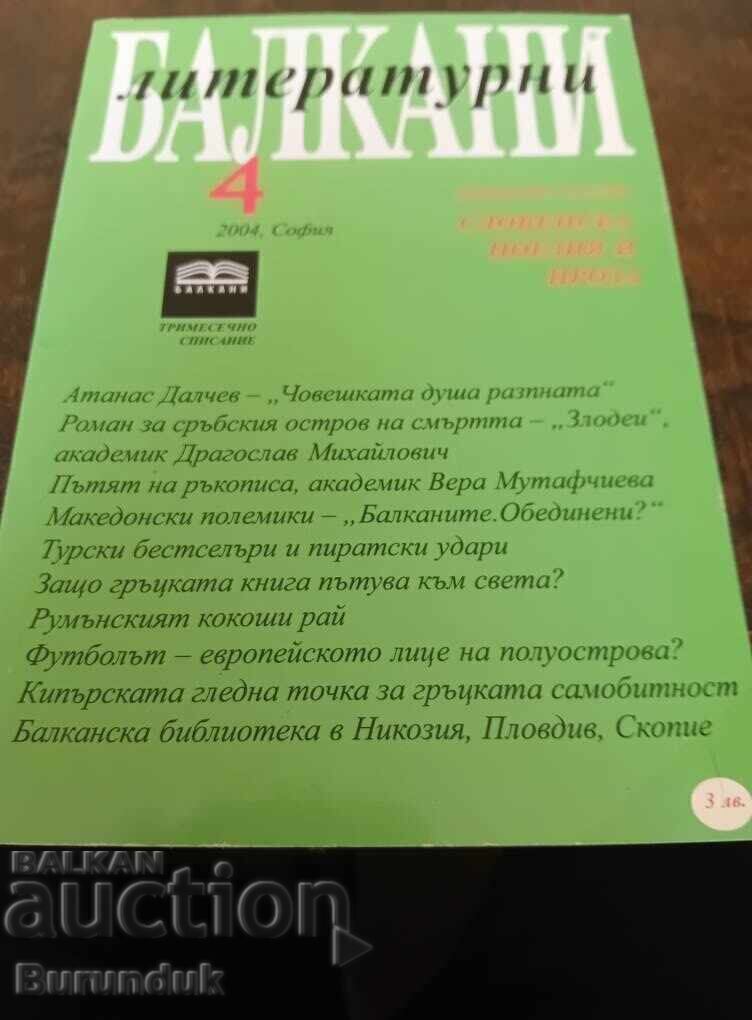 БАЛКАНИ
литературни
4
2004, София
СЛОВЕНСКА
ПОЕЗИЯ И
ПРОЗА
БАЛКАНИ
ТРИМЕСЕЧНО
СПИСАНИЕ
Атанас Далчев – „Човешката душа разпната“
Роман за сръбския остров на смъртта – „Злодеи“,
академик Драгослав Михайлович
Пътят на ръкописа, академик Вера Мутафчиева
Македонски полемики – „Балканите.Обединени?“
Турски бестселъри и пиратски удари
Защо гръцката книга пътува към света?
Румънският кокоши рай
Футболът – европейското лице на полуострова?
Кипърската гледна точка за гръцката самобитност
Балканска библиотека в Никозия, Пловдив, Скопие
3 лв.
BALKAN
auction
Burunduk